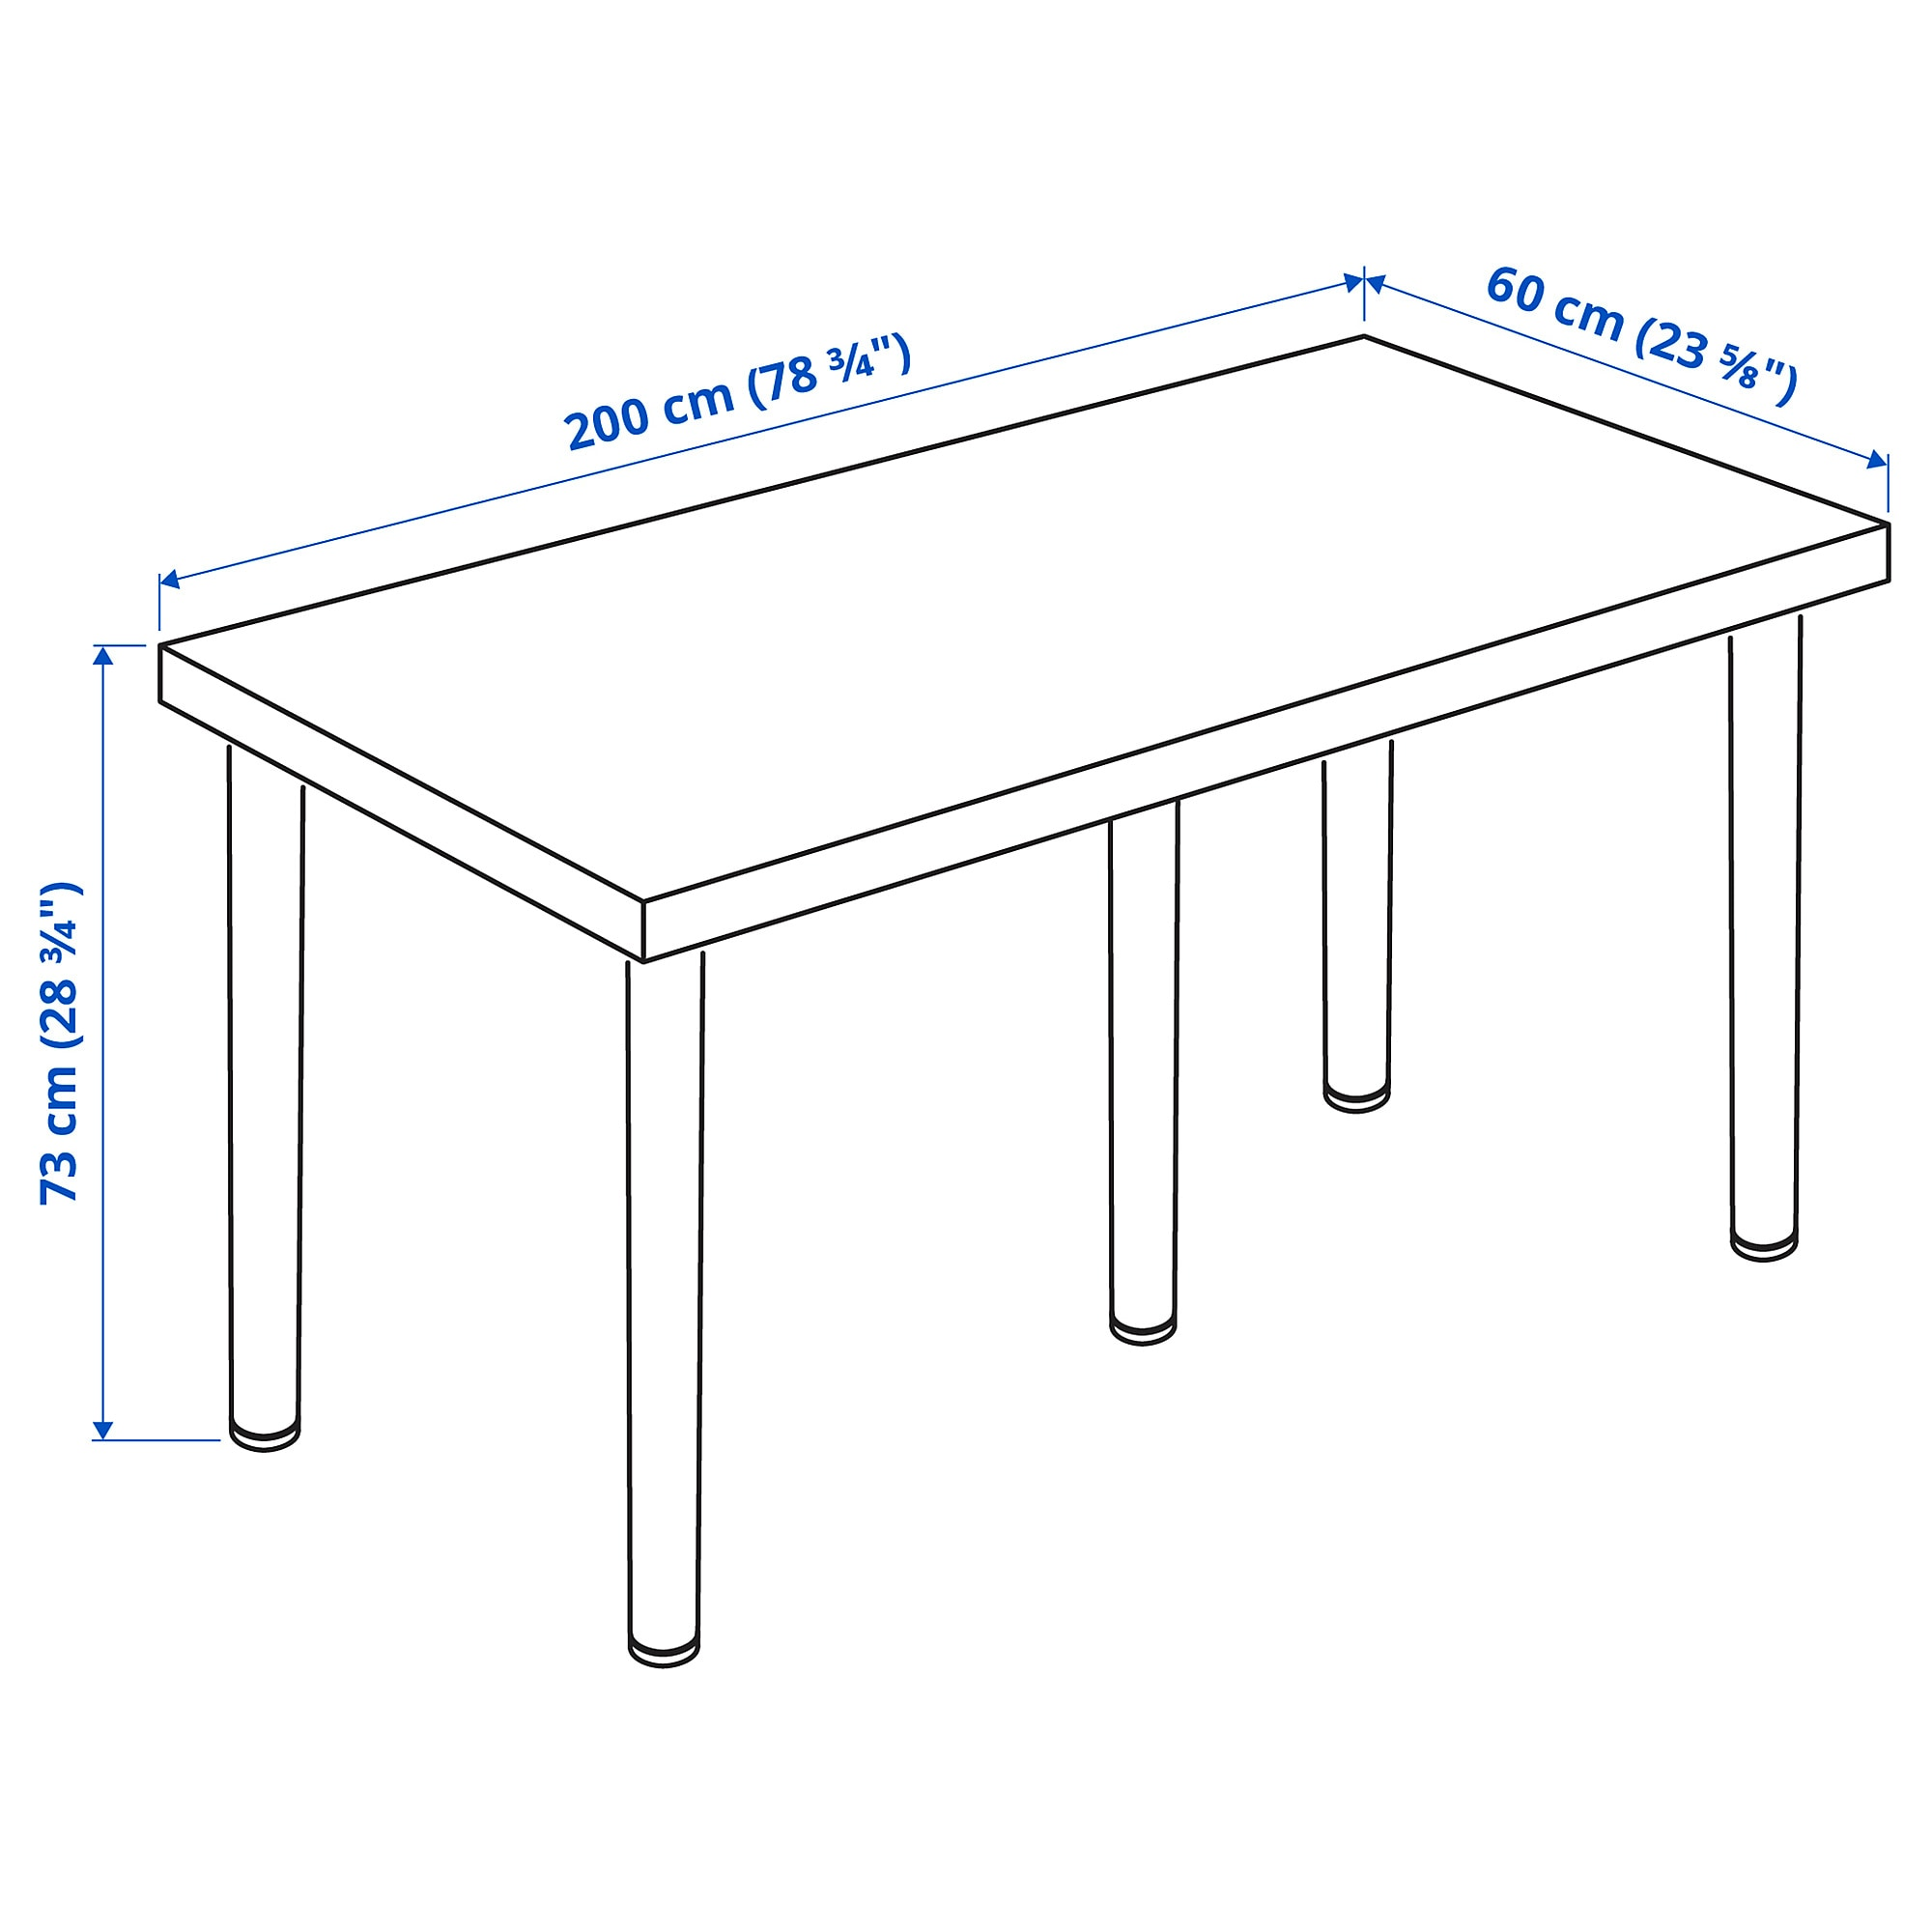 200 cm (78 ¾")
60 cm (23 ⅝")
73 cm (28 ¾")